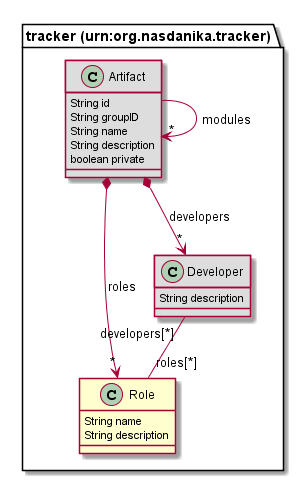 tracker (urn:org.nasdanika.tracker)
C Artifact
String id
String groupID
String name
String description
boolean private
modules
*
developers
*
C Developer
String description
roles
developers[*]
roles[*]
*
C Role
String name
String description